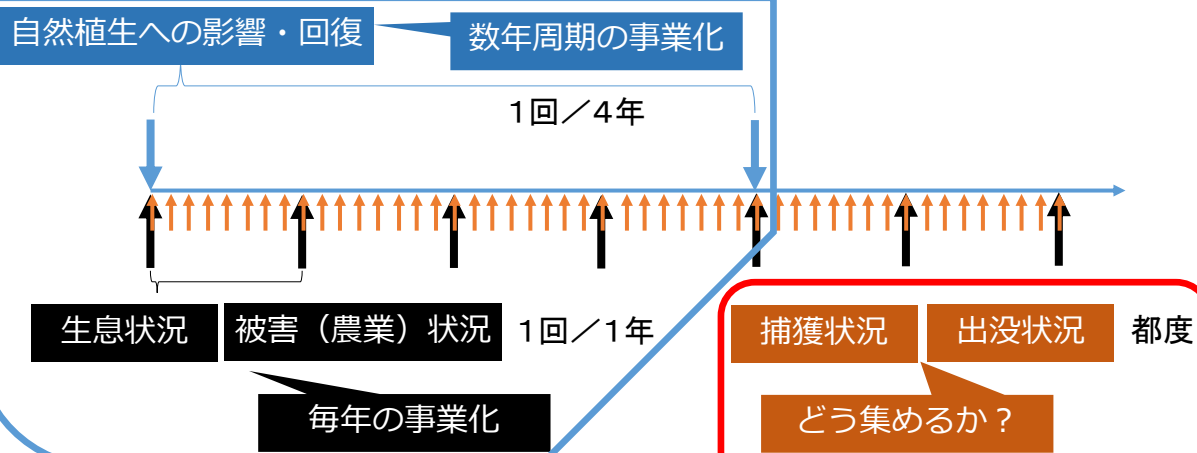 自然植生への影響・回復
数年周期の事業化
1回／4年
生息状況
被害（農業）状況
1回／1年
毎年の事業化
捕獲状況
出没状況
都度
どう集めるか？